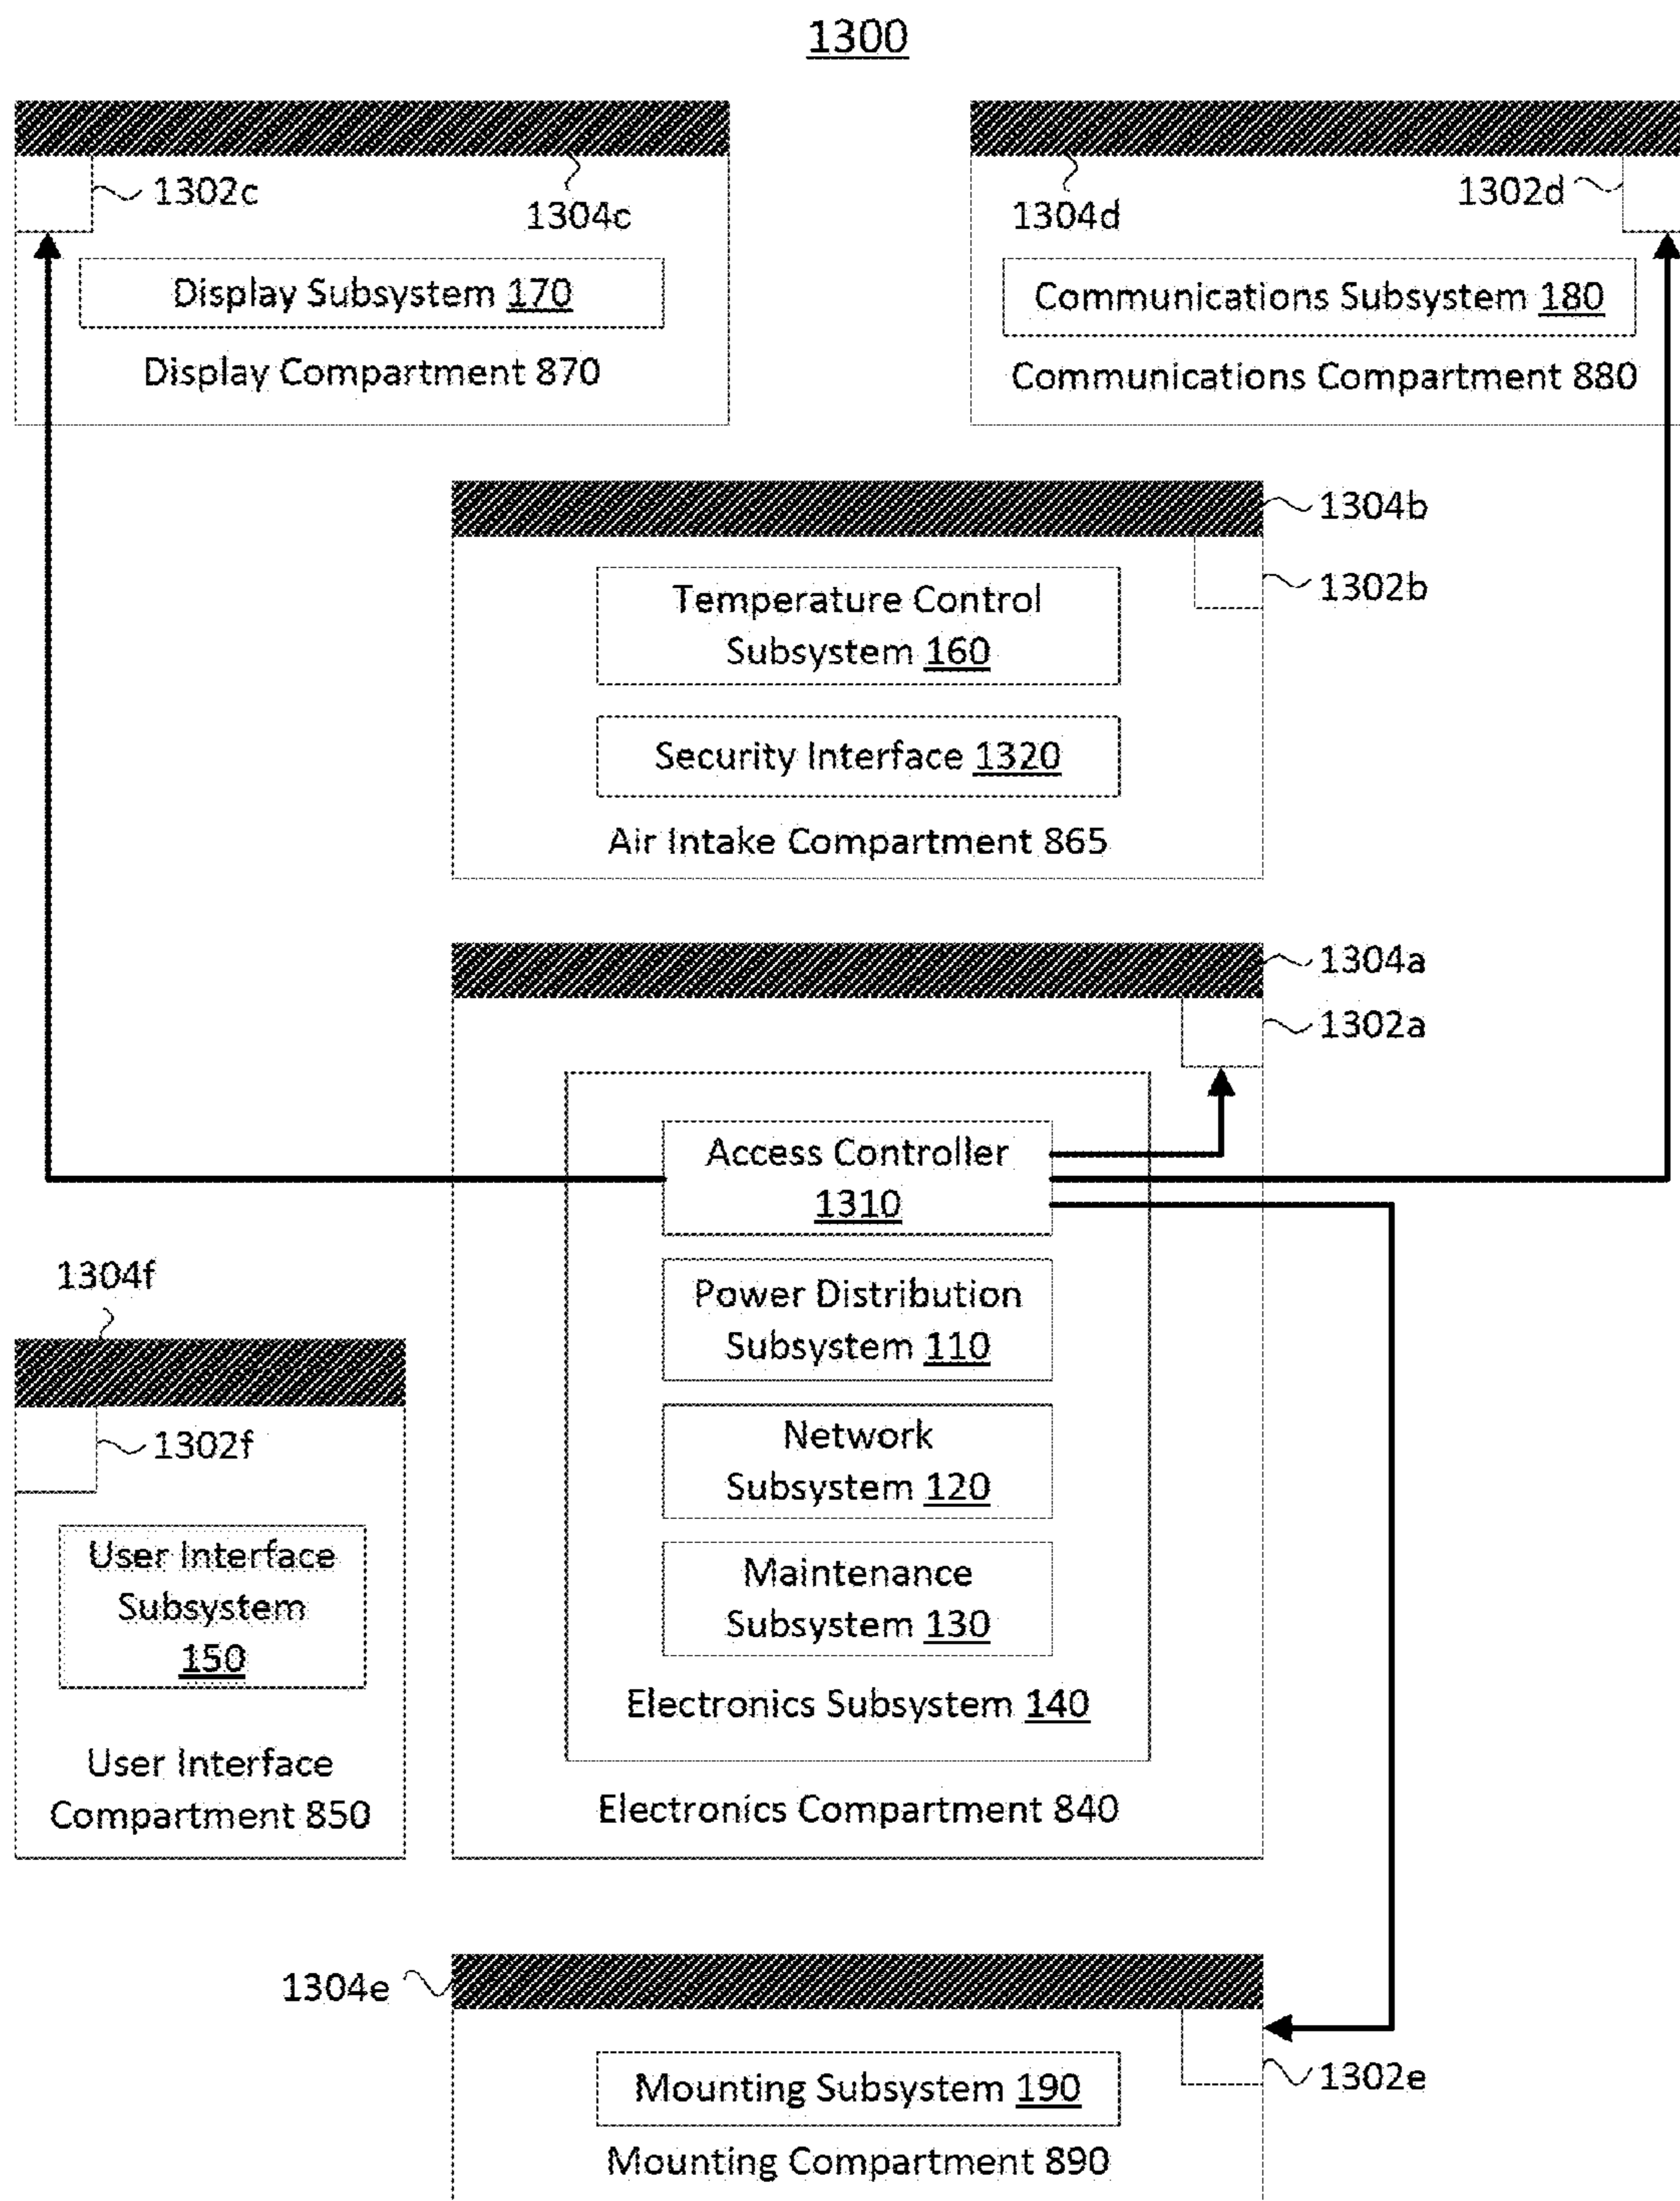 1300
1302c
1304c
Display Subsystem 170
Display Compartment 870
1304d
1302d
Communications Subsystem 180
Communications Compartment 880
1304b
1302b
Temperature Control
Subsystem 160
Security Interface 1320
Air Intake Compartment 865
1304a
1302a
Access Controller
1310
Power Distribution
Subsystem 110
Network
Subsystem 120
Maintenance
Subsystem 130
Electronics Subsystem 140
Electronics Compartment 840
1304f
1302f
User Interface
Subsystem
150
User Interface
Compartment 850
1304e
1302e
Mounting Subsystem 190
Mounting Compartment 890